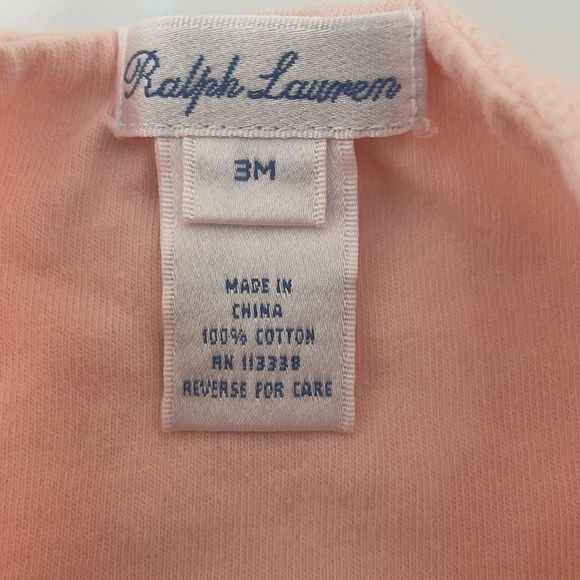 Ralph Lauren
3M
MADE IN
CHINA
100% COTTON
RN 113338
REVERSE FOR CARE